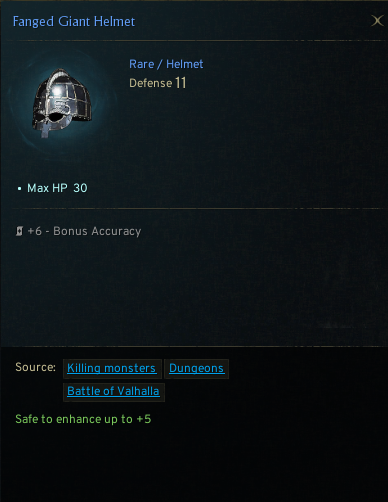 Fanged Giant Helmet
Rare / Helmet
Defense 11
• Max HP 30
+6 - Bonus Accuracy
Source: Killing monsters Dungeons
Battle of Valhalla
Safe to enhance up to +5